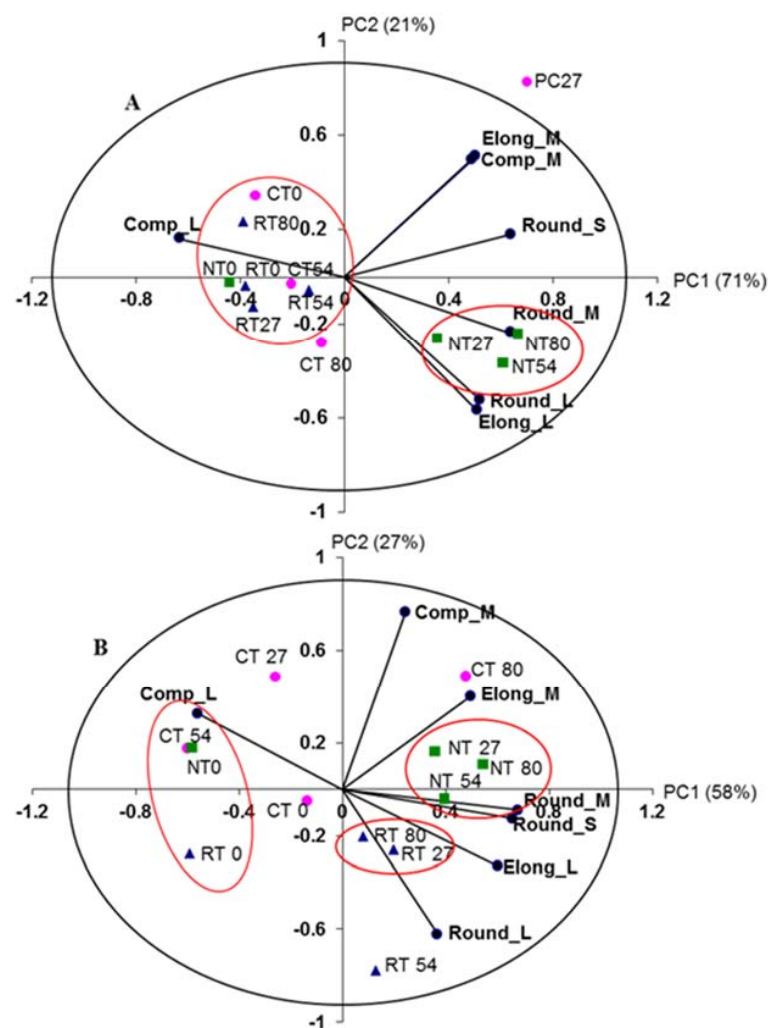 PC2 (21%)
1
PC27
A
Elong_M
0.6
Comp_M
CT0
Comp_L
RT80
0.2
Round_S
NT0 RT0 CT54
0
PC1 (71%)
-1.2
-0.8
-0.4
RT54
0
0.4
0.8
1.2
RT27
-0.2
Round_M
NT27
NT80
CT 80
NT54
Round_L
-0.6
Elong_L
-1
PC2 (27%)
1
Comp_M
B
0.6
CT 27
CT 80
Comp_L
Elong_M
CT 54
0.2
NT 27
NT0
NT 80
NT 54
PC1 (58%)
-1.2
-0.8
-0.4
CT 0
0
0.4
0.8
1.2
Round_M
Round_S
-0.2
RT 80
RT 0
RT 27
Elong_L
-0.6
Round_L
RT 54
-1